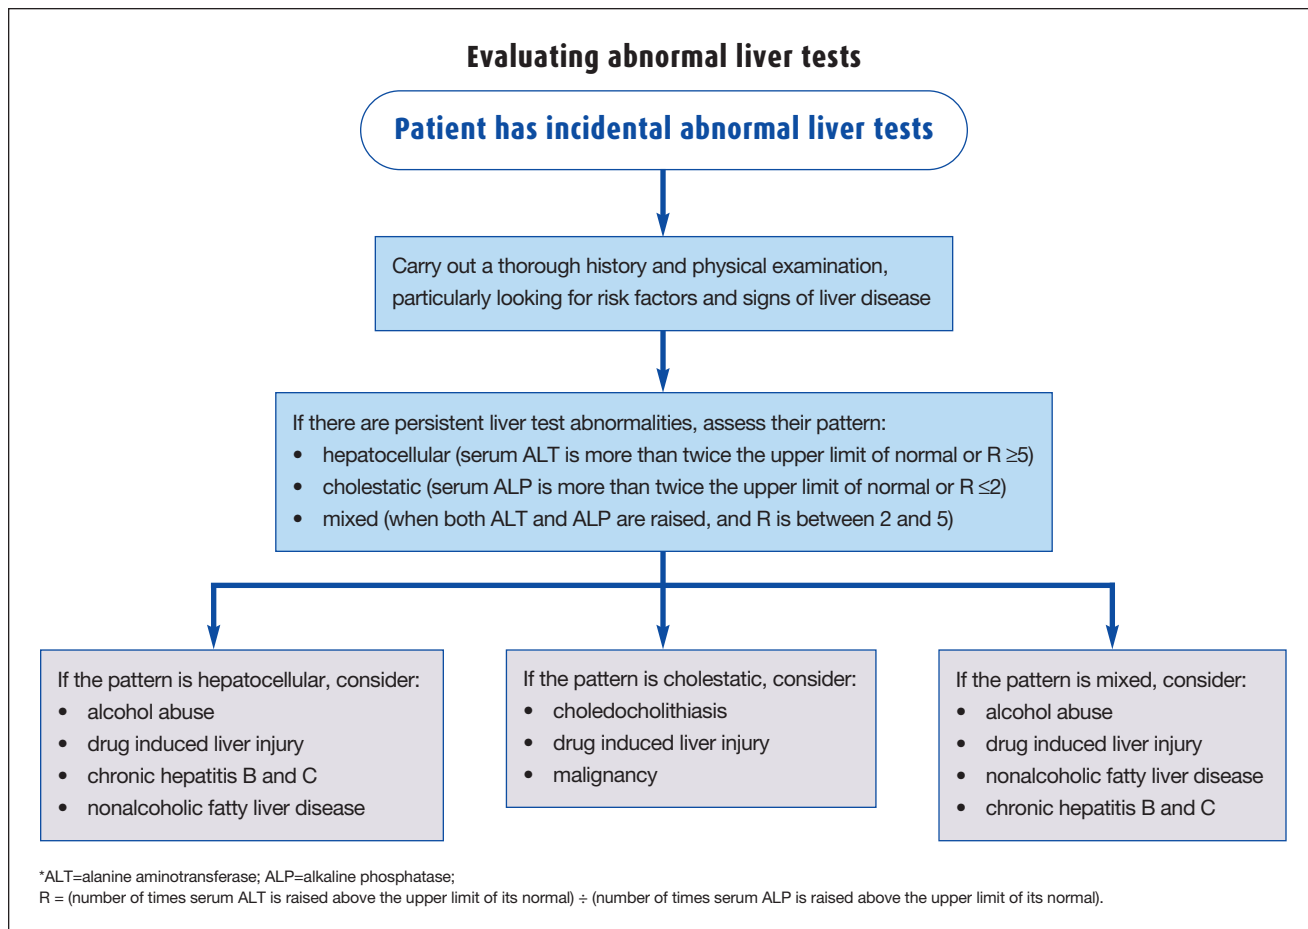 Evaluating abnormal liver tests
Patient has incidental abnormal liver tests
Carry out a thorough history and physical examination,
particularly looking for risk factors and signs of liver disease
If there are persistent liver test abnormalities, assess their pattern:
• hepatocellular (serum ALT is more than twice the upper limit of normal or R ≥5)
• cholestatic (serum ALP is more than twice the upper limit of normal or R ≤2)
• mixed (when both ALT and ALP are raised, and R is between 2 and 5)
If the pattern is hepatocellular, consider:
• alcohol abuse
• drug induced liver injury
• chronic hepatitis B and C
• nonalcoholic fatty liver disease
If the pattern is cholestatic, consider:
• choledocholithiasis
• drug induced liver injury
• malignancy
If the pattern is mixed, consider:
• alcohol abuse
• drug induced liver injury
• nonalcoholic fatty liver disease
• chronic hepatitis B and C
*ALT=alanine aminotransferase; ALP=alkaline phosphatase;
R = (number of times serum ALT is raised above the upper limit of its normal) ÷ (number of times serum ALP is raised above the upper limit of its normal).